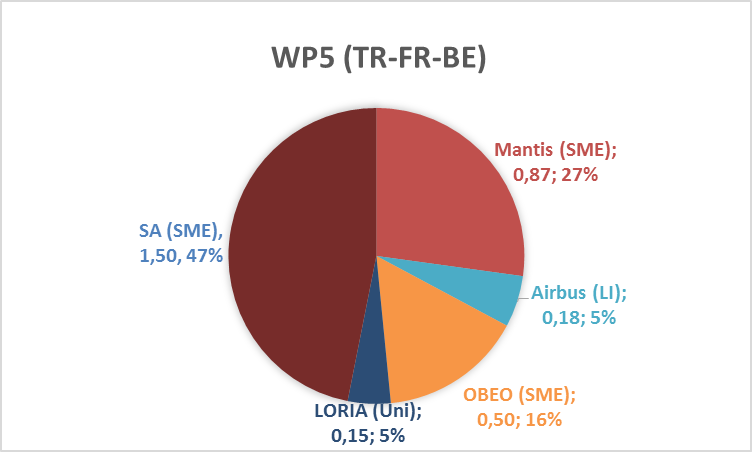 WP5 (TR-FR-BE)
Mantis (SME);
0,87; 27%
SA (SME),
1,50, 47%
Airbus (LI);
0,18; 5%
OBEO (SME);
0,50; 16%
LORIA (Uni);
0,15; 5%